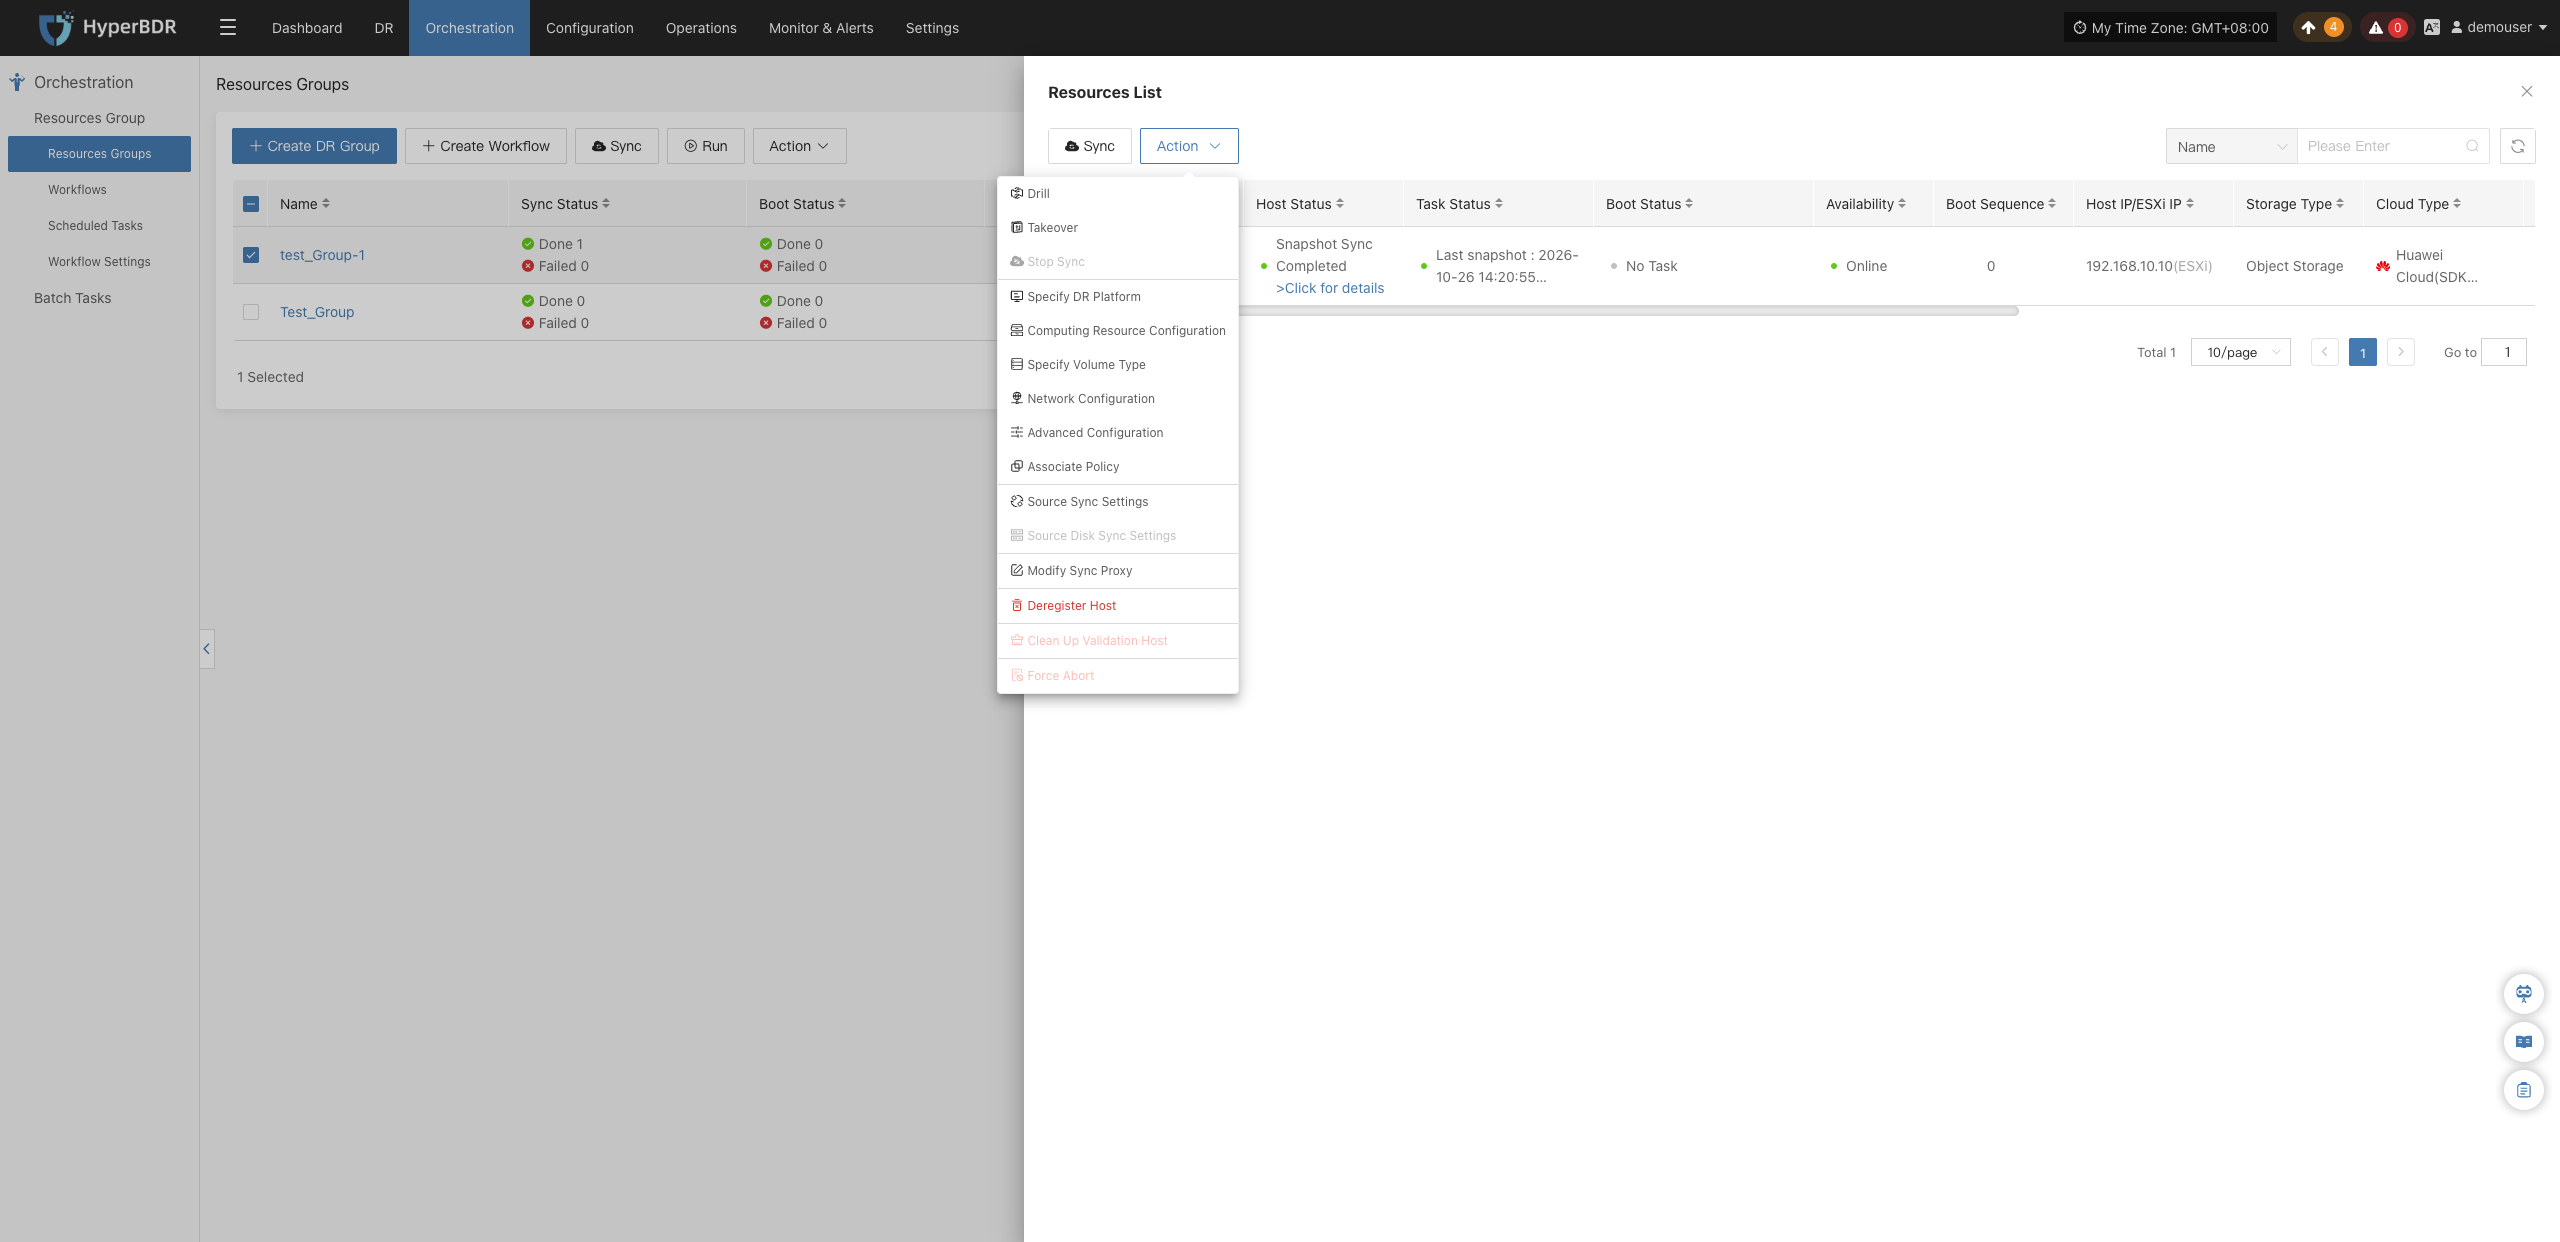 HyperBDR
Dashboard
DR
Orchestration
Configuration
Operations
Monitor & Alerts
Settings
My Time Zone: GMT+08:00
4
0
demouser
Orchestration
Resources Group
Resources Groups
Workflows
Scheduled Tasks
Workflow Settings
Batch Tasks
Resources Groups
Create DR Group
Create Workflow
Sync
Run
Action
Name
Sync Status
Boot Status
test_Group-1
Done 1
Failed 0
Done 0
Failed 0
Test_Group
Done 0
Failed 0
Done 0
Failed 0
1 Selected
Resources List
Sync
Action
Name
Please Enter
Drill
Takeover
Stop Sync
Specify DR Platform
Computing Resource Configuration
Specify Volume Type
Network Configuration
Advanced Configuration
Associate Policy
Source Sync Settings
Source Disk Sync Settings
Modify Sync Proxy
Deregister Host
Clean Up Validation Host
Force Abort
Host Status
Task Status
Boot Status
Availability
Boot Sequence
Host IP/ESXi IP
Storage Type
Cloud Type
Snapshot Sync
Completed
>Click for details
Last snapshot : 2026-
10-26 14:20:55...
No Task
Online
0
192.168.10.10(ESXi)
Object Storage
Huawei
Cloud(SDK...
Total 1
10/page
1
Go to
1